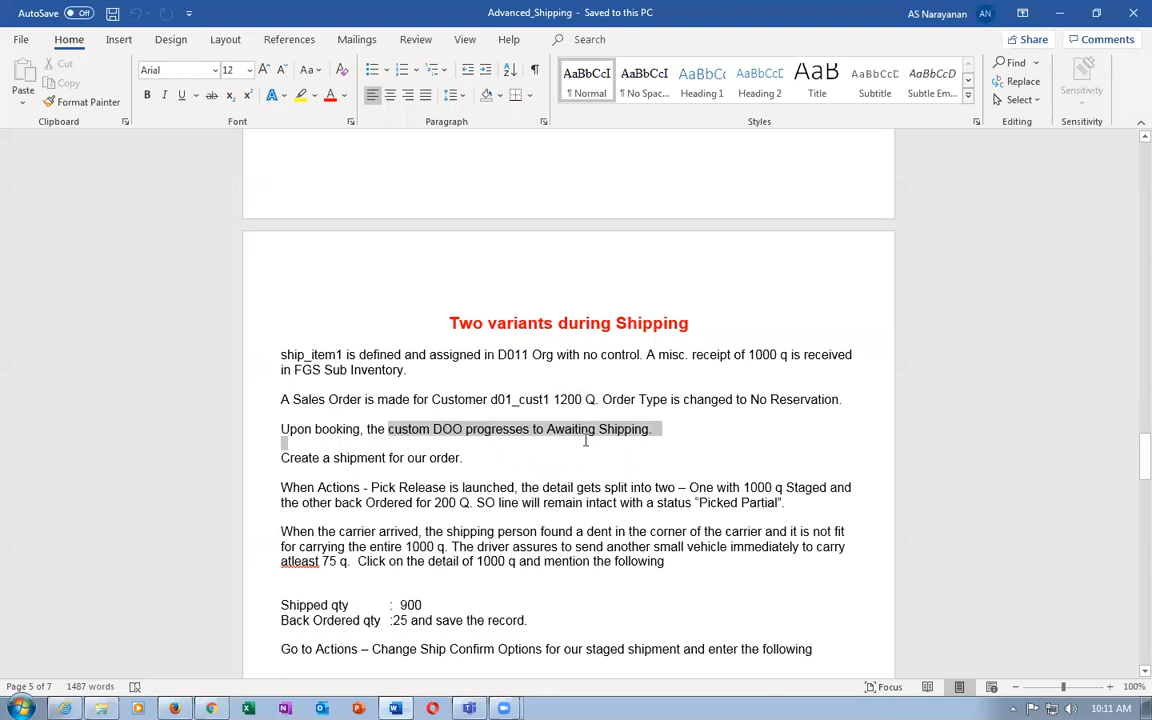 AutoSave Off Advanced_Shipping - Saved to this PC AS Narayanan AN
File Home Insert Design Layout References Mailings Review View Help Search Share Comments
Paste Cut Copy Format Painter
Arial 12 Aa
B I U ab x2 x2 A A
AaBbCcI AaBbCcI AaBbCc AaBbCcC AaB AaBbCcC AaBbCcD
¶ Normal ¶ No Spac... Heading 1 Heading 2 Title Subtitle Subtle Em...
Find Replace Select Sensitivity
Clipboard Font Paragraph Styles Editing Sensitivity
Two variants during Shipping
ship_item1 is defined and assigned in D011 Org with no control. A misc. receipt of 1000 q is received
in FGS Sub Inventory.
A Sales Order is made for Customer d01_cust1 1200 Q. Order Type is changed to No Reservation.
Upon booking, the custom DOO progresses to Awaiting Shipping.
Create a shipment for our order.
When Actions - Pick Release is launched, the detail gets split into two – One with 1000 q Staged and
the other back Ordered for 200 Q. SO line will remain intact with a status “Picked Partial”.
When the carrier arrived, the shipping person found a dent in the corner of the carrier and it is not fit
for carrying the entire 1000 q. The driver assures to send another small vehicle immediately to carry
atleast 75 q. Click on the detail of 1000 q and mention the following
Shipped qty : 900
Back Ordered qty :25 and save the record.
Go to Actions – Change Ship Confirm Options for our staged shipment and enter the following
Page 5 of 7 1487 words Focus 100%
10:11 AM